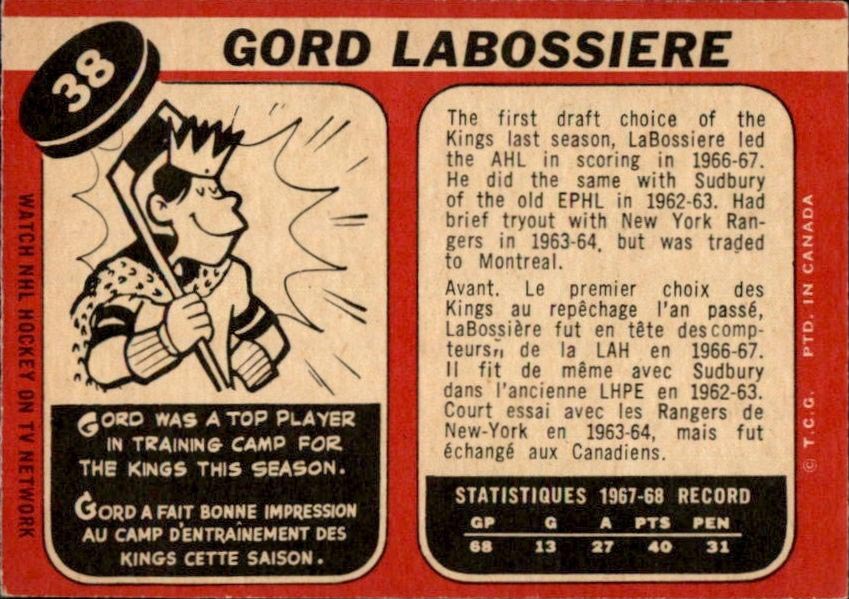 38
GORD LABOSSIERE
WATCH NHL HOCKEY ON TV NETWORK
GORD WAS A TOP PLAYER
IN TRAINING CAMP FOR
THE KINGS THIS SEASON.
GORD A FAIT BONNE IMPRESSION
AU CAMP D'ENTRAÎNEMENT DES
KINGS CETTE SAISON.
The first draft choice of the
Kings last season, LaBossiere led
the AHL in scoring in 1966-67.
He did the same with Sudbury
of the old EPHL in 1962-63. Had
brief tryout with New York Ran-
gers in 1963-64, but was traded
to Montreal.
Avant. Le premier choix des
Kings au repêchage l'an passé,
LaBossière fut en tête des comp-
teurs, de la LAH en 1966-67.
Il fit de même avec Sudbury
dans l'ancienne LHPE en 1962-63.
Court essai avec les Rangers de
New-York en 1963-64, mais fut
échangé aux Canadiens.
STATISTIQUES 1967-68 RECORD
GP G A PTS PEN
68 13 27 40 31
© T.C.G. PTD. IN CANADA